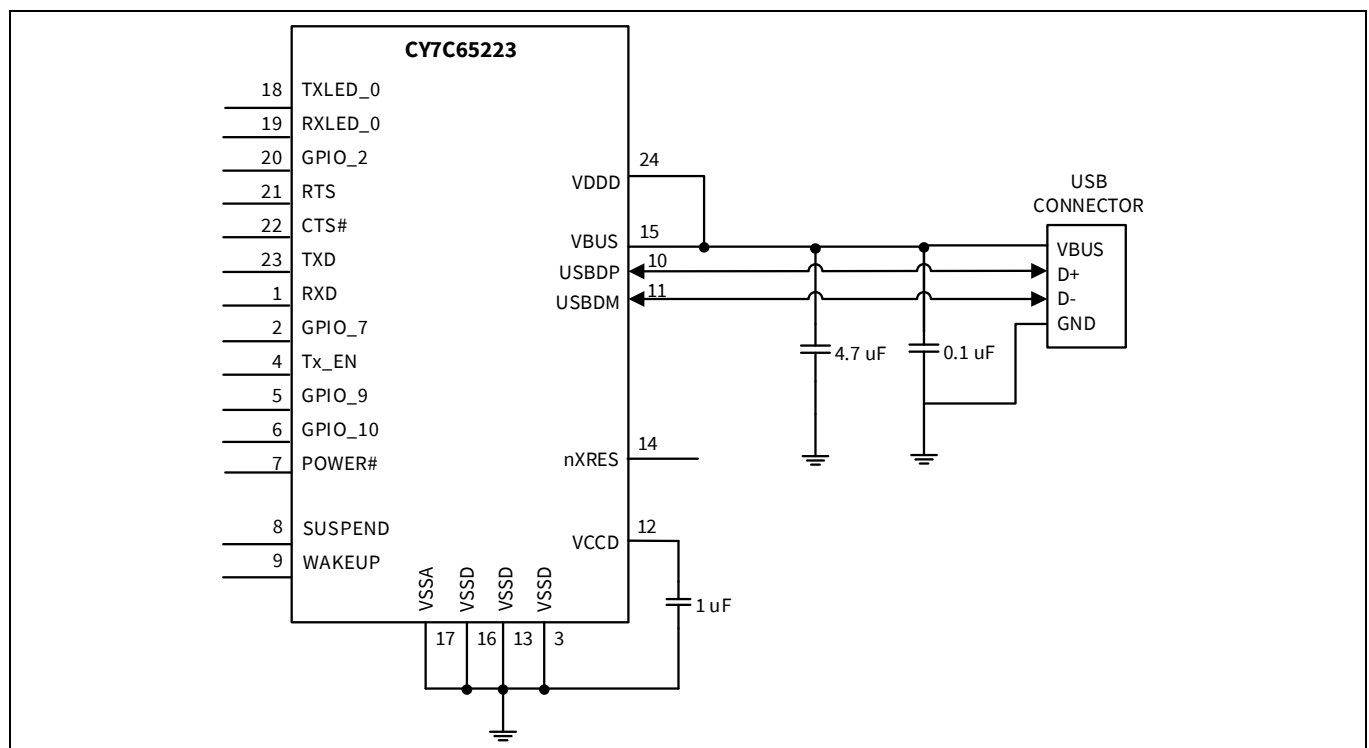 CY7C65223
18 TXLED_0
19 RXLED_0
20 GPIO_2
21 RTS
22 CTS#
23 TXD
1 RXD
2 GPIO_7
4 Tx_EN
5 GPIO_9
6 GPIO_10
7 POWER#
8 SUSPEND
9 WAKEUP
VDDD 24
VBUS 15
USBDP 10
USBDM 11
nXRES 14
VCCD 12
VSSA
VSSD
VSSD
VSSD
17 16 13 3
1 uF
4.7 uF
0.1 uF
USB
CONNECTOR
VBUS
D+
D-
GND